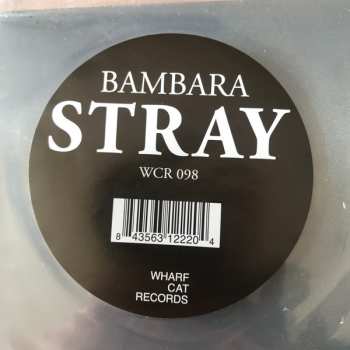 BAMBARA
STRAY
WCR 098
8 43563 12220 4
WHARF
CAT
RECORDS